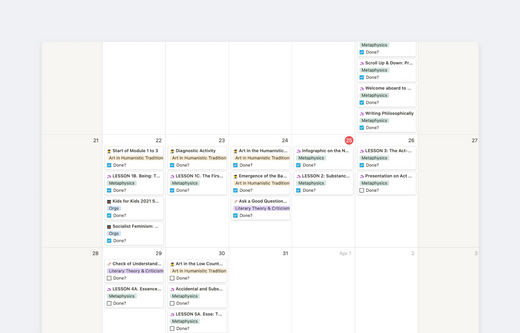 Metaphysics
Done?
Scroll Up & Down: Pr...
Metaphysics
Done?
Welcome aboard to ...
Metaphysics
Done?
Writing Philosophically
Metaphysics
Done?
21
22
Start of Module 1 to 3
Art in Humanistic Tradition
Done?
LESSON 1B. Being: T...
Metaphysics
Done?
Kids for Kids 2021 S...
Orgs
Done?
Socialist Feminism: ...
Orgs
Done?
23
Diagnostic Activity
Art in Humanistic Tradition
Done?
LESSON 1C. The Firs...
Metaphysics
Done?
24
Art in the Humanistic...
Art in Humanistic Tradition
Done?
Emergence of the Ba...
Art in Humanistic Tradition
Done?
Ask a Good Question...
Literary Theory & Criticism
Done?
25
Infographic on the N...
Metaphysics
Done?
LESSON 2: Substanc...
Metaphysics
Done?
26
LESSON 3: The Act-...
Metaphysics
Done?
Presentation on Act ...
Metaphysics
Done?
27
28
29
Check of Understand...
Literary Theory & Criticism
Done?
LESSON 4A: Essence...
Metaphysics
Done?
30
Art in the Low Count...
Art in Humanistic Tradition
Done?
Accidental and Subs...
Metaphysics
Done?
LESSON 5A. Esse: T...
Metaphysics
Done?
31
Apr 1
2
3